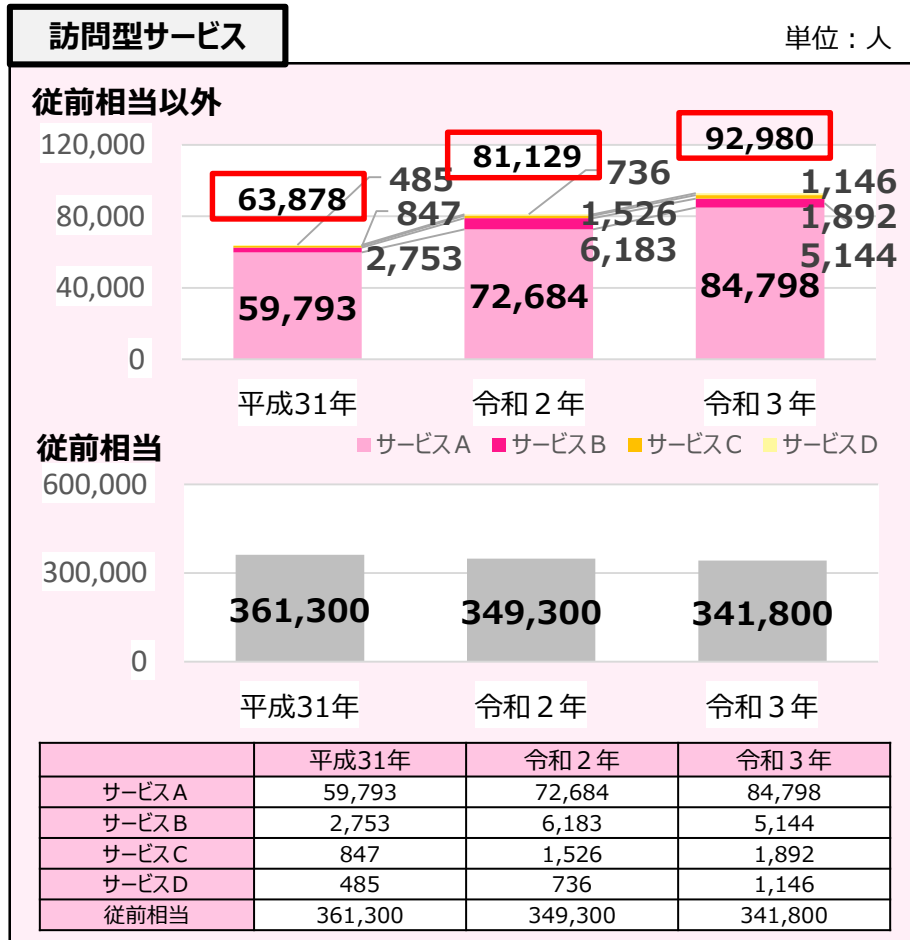 訪問型サービス
単位：人
従前相当以外
120,000
80,000
40,000
0
63,878
485
847
2,753
59,793
81,129
736
1,526
6,183
72,684
92,980
1,146
1,892
5,144
84,798
平成31年 令和２年 令和３年
サービスA サービスB サービスC サービスD
従前相当
600,000
300,000
0
361,300 349,300 341,800
平成31年 令和２年 令和３年
平成31年 令和２年 令和３年
サービスA 59,793 72,684 84,798
サービスB 2,753 6,183 5,144
サービスC 847 1,526 1,892
サービスD 485 736 1,146
従前相当 361,300 349,300 341,800